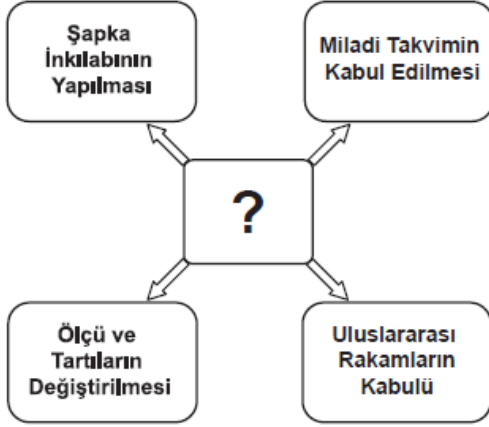 Şapka
İnkılabının
Yapılması
Miladi Takvimin
Kabul Edilmesi
?
Ölçü ve
Tartıların
Değiştirilmesi
Uluslararası
Rakamların
Kabulü